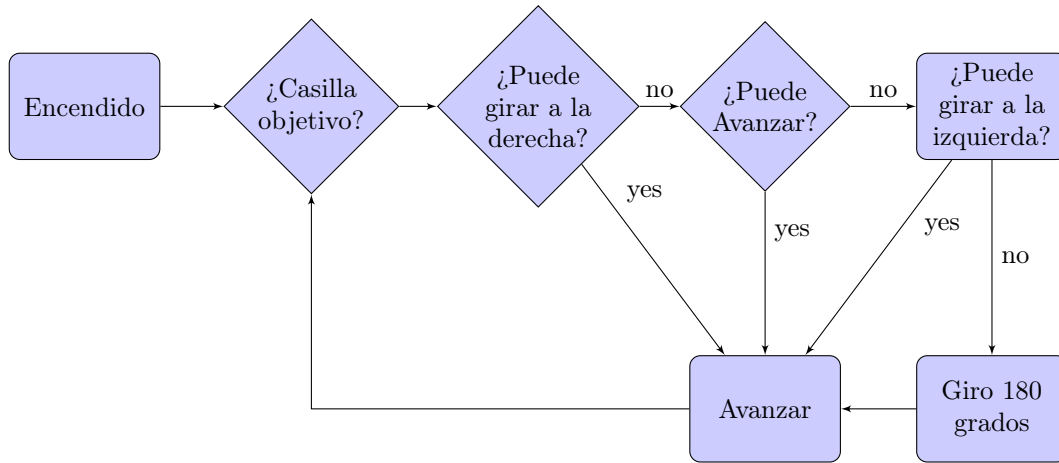 Encendido
¿Casilla
objetivo?
¿Puede
girar a la
derecha?
no
¿Puede
Avanzar?
no
¿Puede
girar a la
izquierda?
yes
yes
yes
no
Avanzar
Giro 180
grados